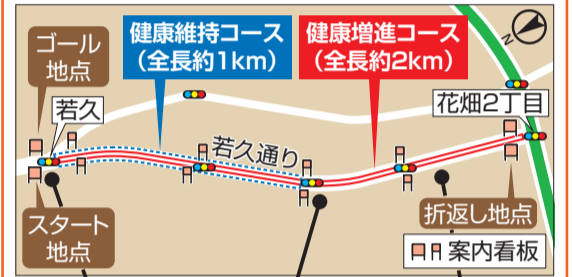 ゴール
地点
健康維持コース
（全長約1km）
健康増進コース
（全長約2km）
N
若久
花畑2丁目
若久通り
スタート
地点
折返し地点
案内看板